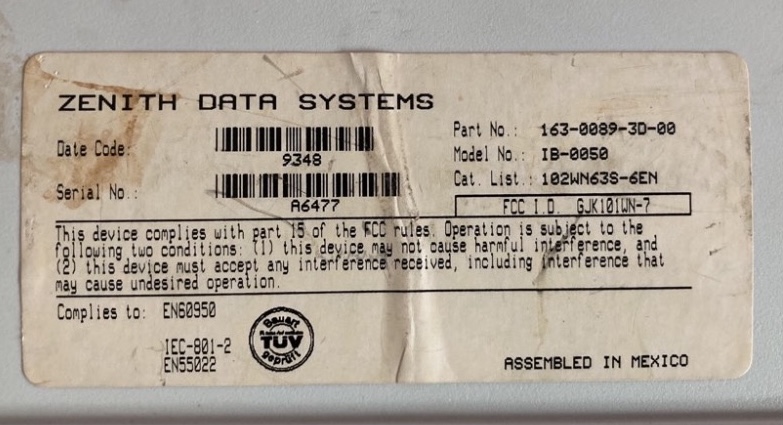 ZENITH DATA SYSTEMS
Date Code: 9348
Serial No.: A6477
Part No.: 163-0089-3D-00
Model No.: IB-0050
Cat. List.: 102WN63S-6EN
FCC I.D. GJK101WN-7
This device complies with part 15 of the FCC rules. Operation is subject to the
following two conditions: (1) this device may not cause harmful interference, and
(2) this device must accept any interference received, including interference that
may cause undesired operation.
Complies to: EN60950
IEC-801-2
EN55022
Bauart
TÜV
geprüft
ASSEMBLED IN MEXICO